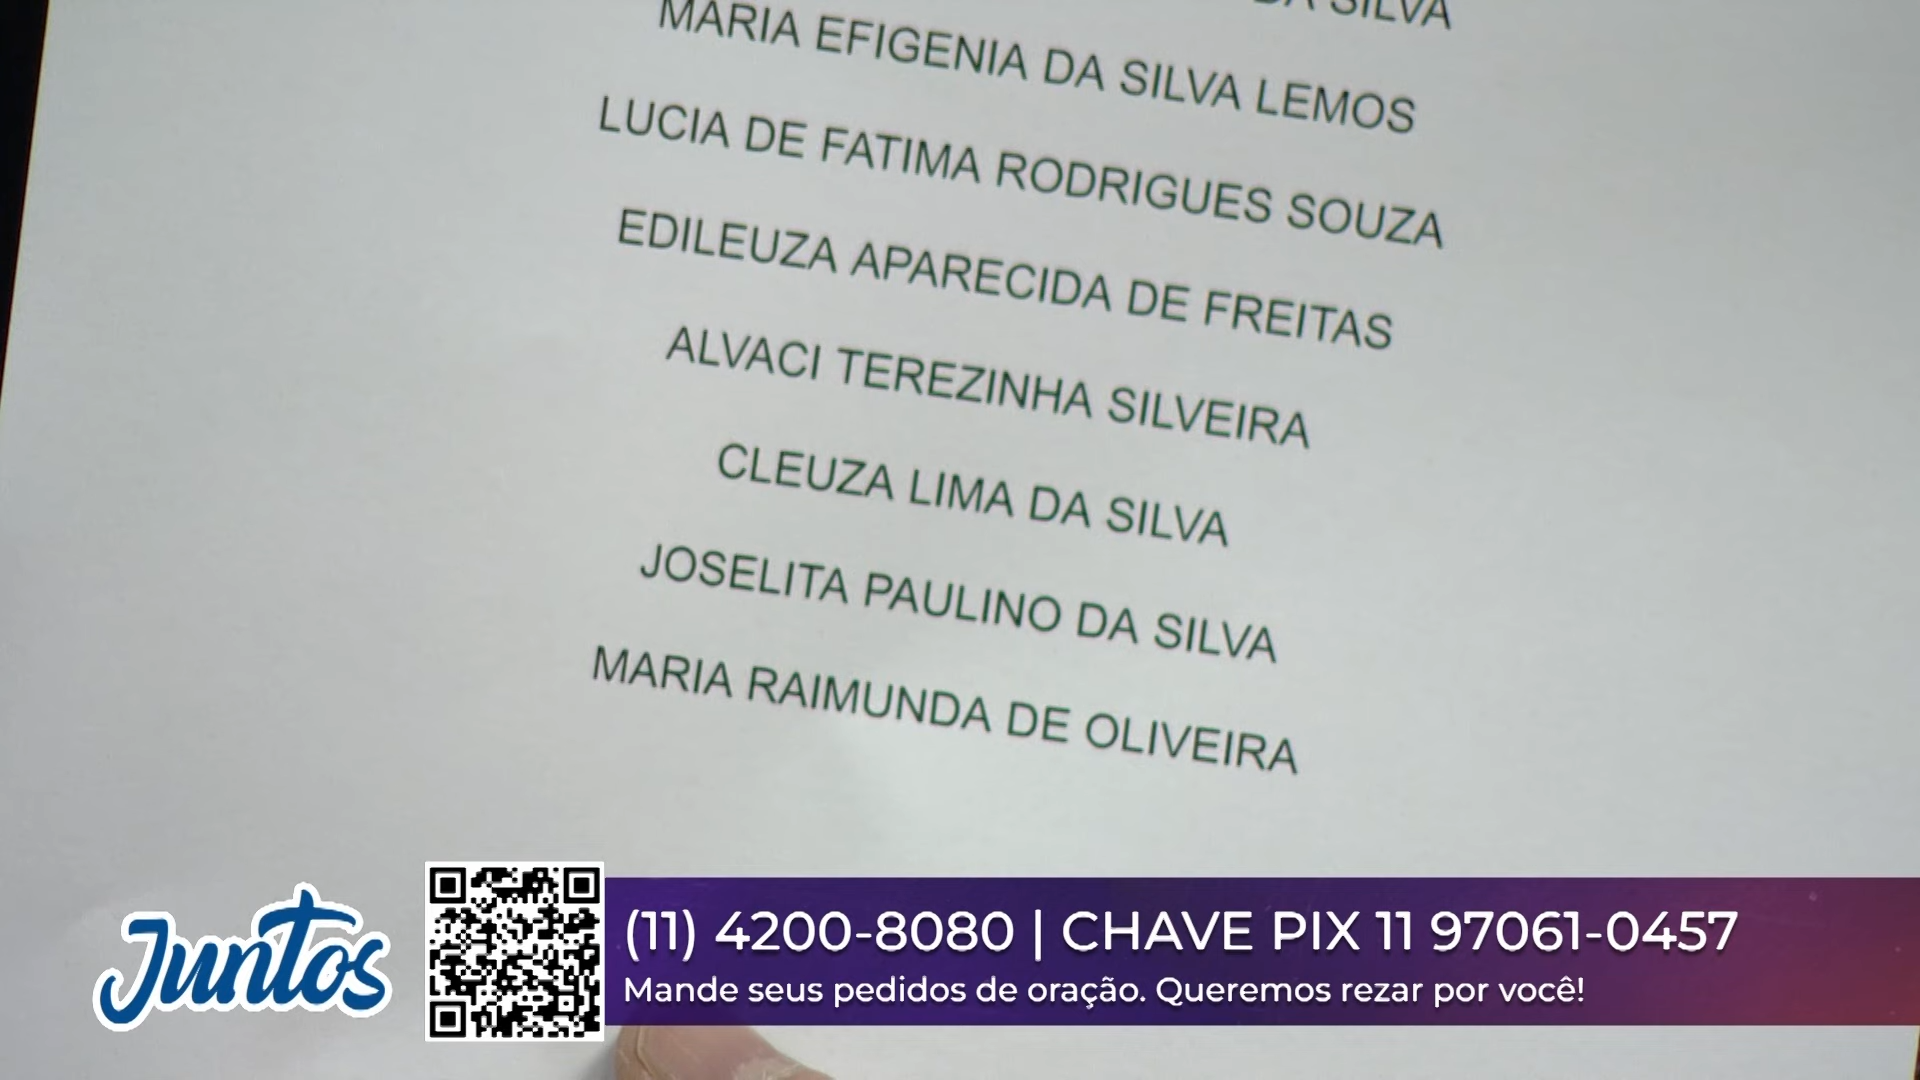 DA SILVA
MARIA EFIGENIA DA SILVA LEMOS
LUCIA DE FATIMA RODRIGUES SOUZA
EDILEUZA APARECIDA DE FREITAS
ALVACI TEREZINHA SILVEIRA
CLEUZA LIMA DA SILVA
JOSELITA PAULINO DA SILVA
MARIA RAIMUNDA DE OLIVEIRA
Juntos
(11) 4200-8080 | CHAVE PIX 11 97061-0457
Mande seus pedidos de oração. Queremos rezar por você!